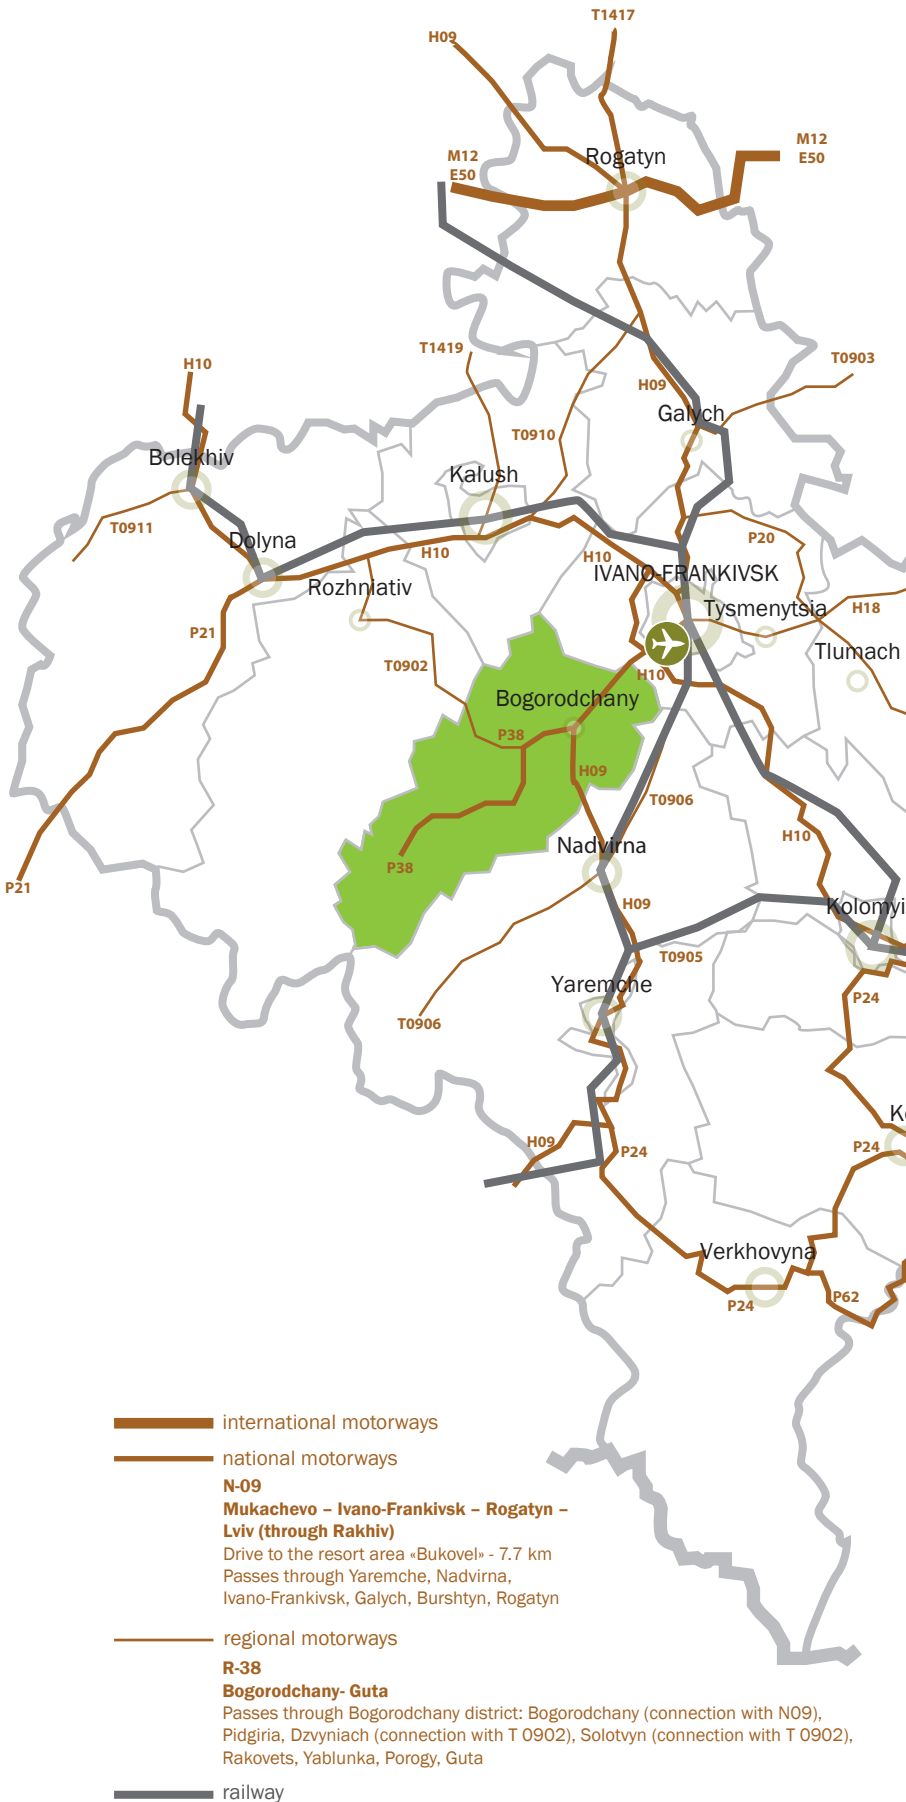 T1417
H09
M12
E50
M12
E50
Rogatyn
T1419
T0903
H10
H09
Galych
T0910
Bolekhiv
Kalush
T0911
Dolyna
P20
H10
H10
IVANO-FRANKIVSK
Rozhniativ
Tysmenytsia
H18
P21
Tlumach
T0902
H10
Bogorodchany
P38
H09
T0906
H10
Nadvirna
P38
P21
H09
Kolomyi
T0905
Yaremche
P24
T0906
K
H09
P24
P24
Verkhovyna
P24
P62
international motorways
national motorways
N-09
Mukachevo – Ivano-Frankivsk – Rogatyn –
Lviv (through Rakhiv)
Drive to the resort area «Bukovel» - 7.7 km
Passes through Yaremche, Nadvirna,
Ivano-Frankivsk, Galych, Burshtyn, Rogatyn
regional motorways
R-38
Bogorodchany- Guta
Passes through Bogorodchany district: Bogorodchany (connection with N09),
Pidgiria, Dzvyniach (connection with T 0902), Solotvyn (connection with T 0902),
Rakovets, Yablunka, Porogy, Guta
railway